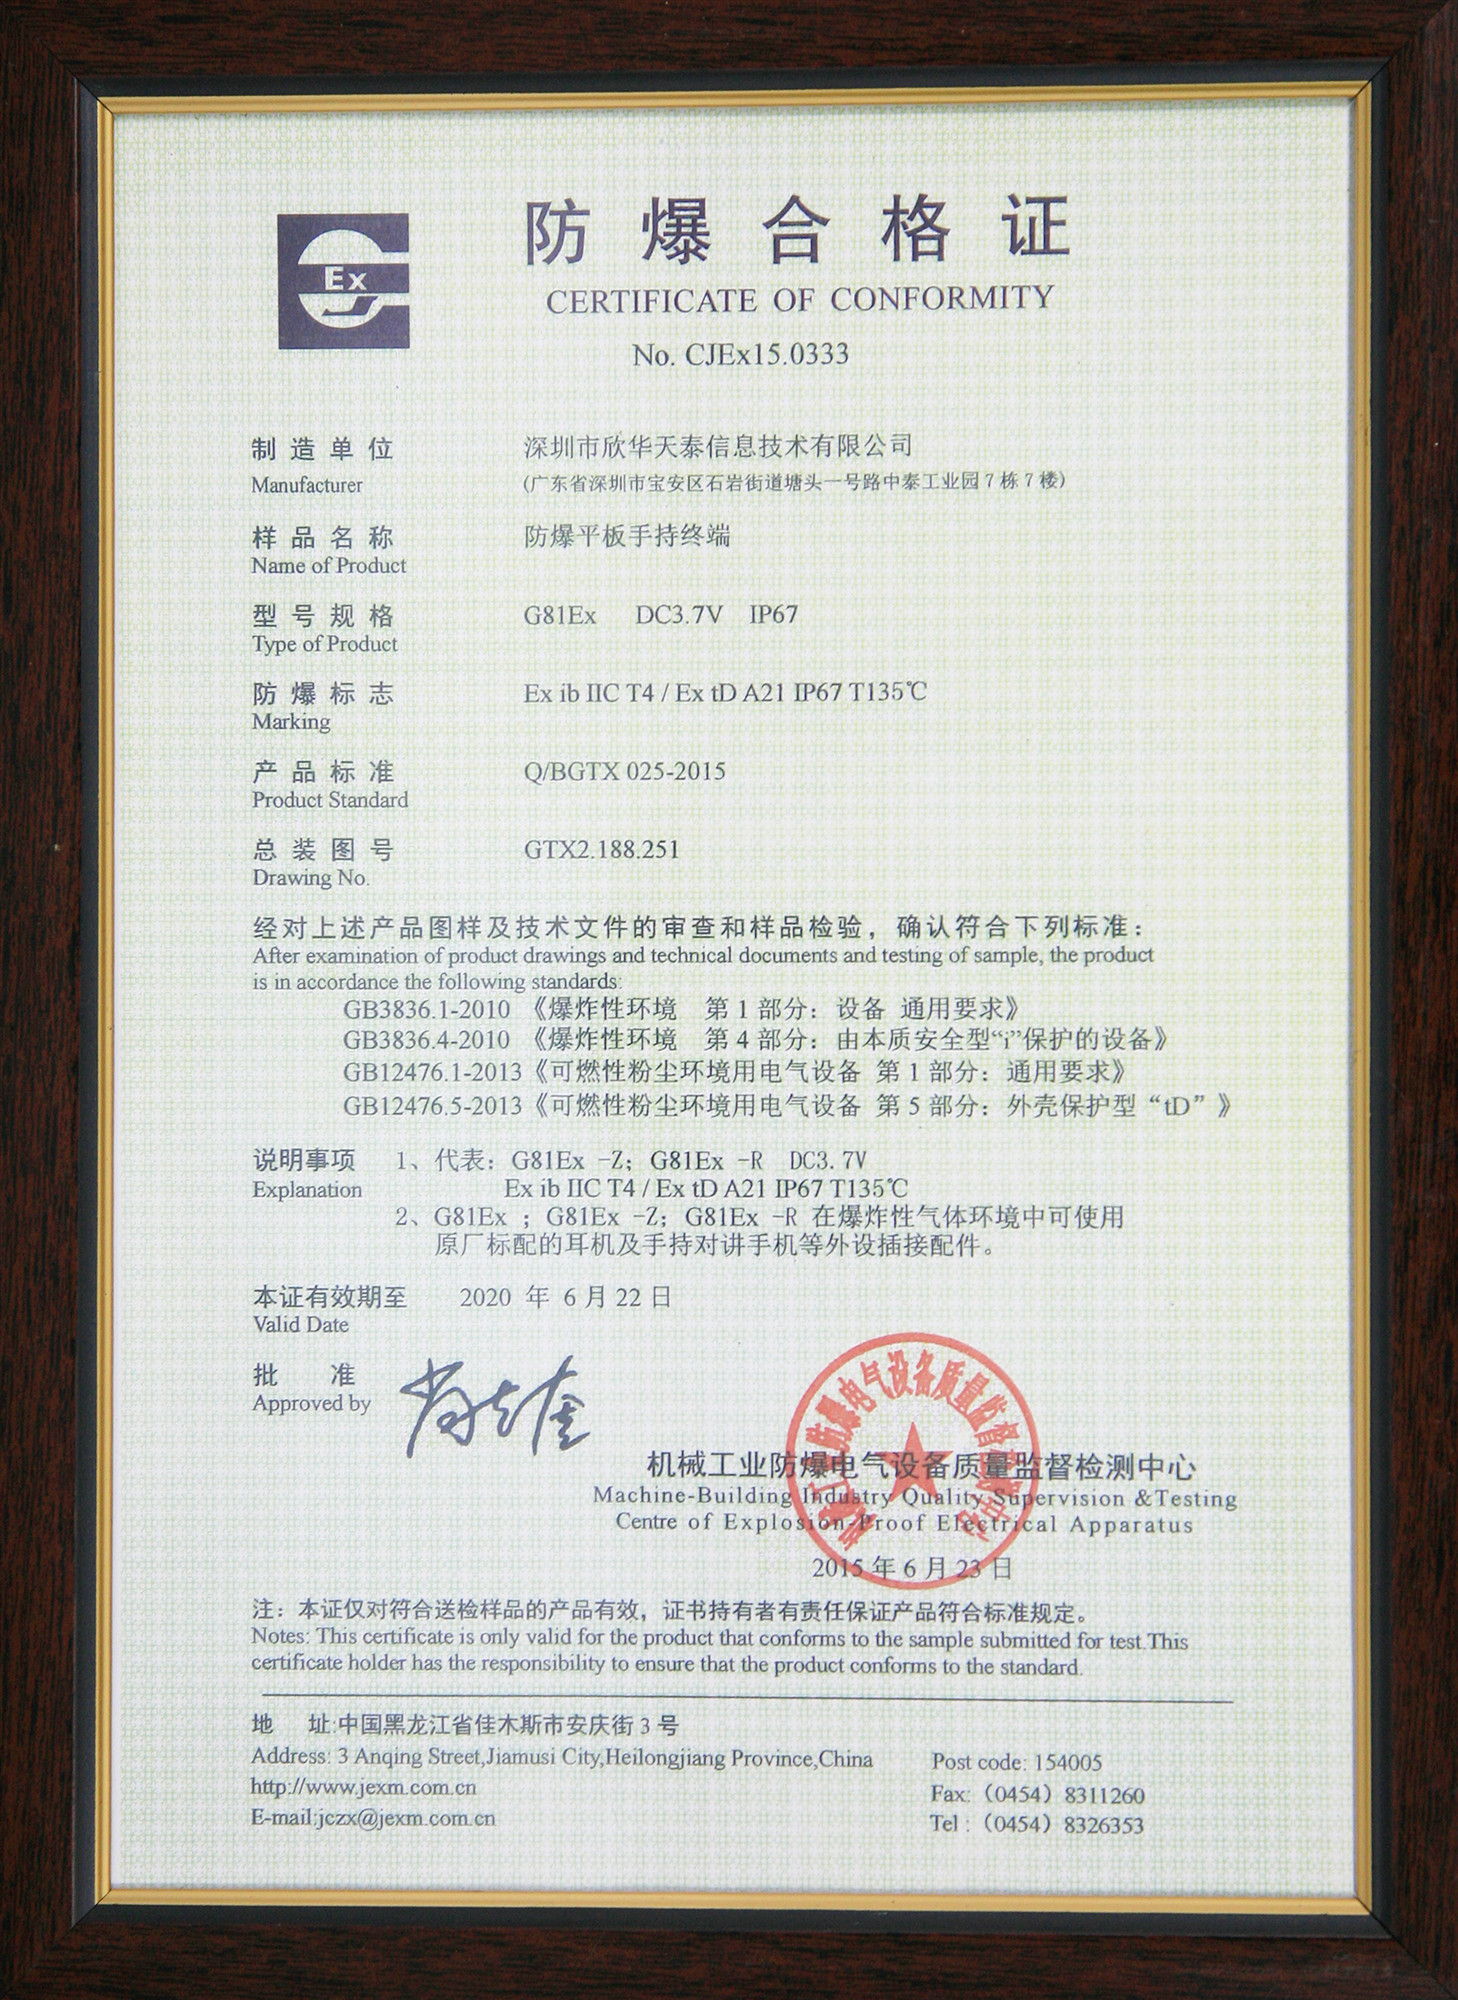 Ex
防爆合格证
CERTIFICATE OF CONFORMITY
No. CJEx15.0333
制造单位 深圳市欣华天泰信息技术有限公司
Manufacturer (广东省深圳市宝安区石岩街道塘头一号路中泰工业园7栋7楼)
样品名称 防爆平板手持终端
Name of Product
型号规格 G81Ex DC3.7V IP67
Type of Product
防爆标志 Ex ib IIC T4 / Ex tD A21 IP67 T135℃
Marking
产品标准 Q/BGTX 025-2015
Product Standard
总装图号 GTX2.188.251
Drawing No.
经对上述产品图样及技术文件的审查和样品检验，确认符合下列标准：
After examination of product drawings and technical documents and testing of sample, the product
is in accordance the following standards:
GB3836.1-2010 《爆炸性环境 第1部分：设备 通用要求》
GB3836.4-2010 《爆炸性环境 第4部分：由本质安全型“i”保护的设备》
GB12476.1-2013《可燃性粉尘环境用电气设备 第1部分：通用要求》
GB12476.5-2013《可燃性粉尘环境用电气设备 第5部分：外壳保护型“tD”》
说明事项 1、代表：G81Ex -Z；G81Ex -R DC3.7V
Explanation Ex ib IIC T4 / Ex tD A21 IP67 T135℃
2、G81Ex ；G81Ex -Z；G81Ex -R 在爆炸性气体环境中可使用
原厂标配的耳机及手持对讲手机等外设插接配件。
本证有效期至 2020 年 6 月 22 日
Valid Date
批准
Approved by
机械工业防爆电气设备质量监督检测中心
机械工业防爆电气设备质量监督检测中心
Machine-Building Industry Quality Supervision &Testing
Centre of Explosion-Proof Electrical Apparatus
2015 年 6 月 23 日
注：本证仅对符合送检样品的产品有效，证书持有者有责任保证产品符合标准规定。
Notes: This certificate is only valid for the product that conforms to the sample submitted for test.This
certificate holder has the responsibility to ensure that the product conforms to the standard.
地 址:中国黑龙江省佳木斯市安庆街3号
Address: 3 Anqing Street,Jiamusi City,Heilongjiang Province,China Post code: 154005
http://www.jexm.com.cn Fax:（0454）8311260
E-mail:jczx@jexm.com.cn Tel :（0454）8326353